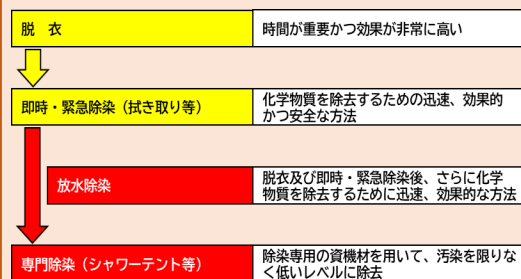 脱　衣
時間が重要かつ効果が非常に高い
即時・緊急除染（拭き取り等）
化学物質を除去するための迅速、効果的
かつ安全な方法
放水除染
脱衣及び即時・緊急除染後、さらに化学
物質を除去するために迅速、効果的な方法
専門除染（シャワーテント等）
除染専用の資機材を用いて、汚染を限りな
く低いレベルに除去